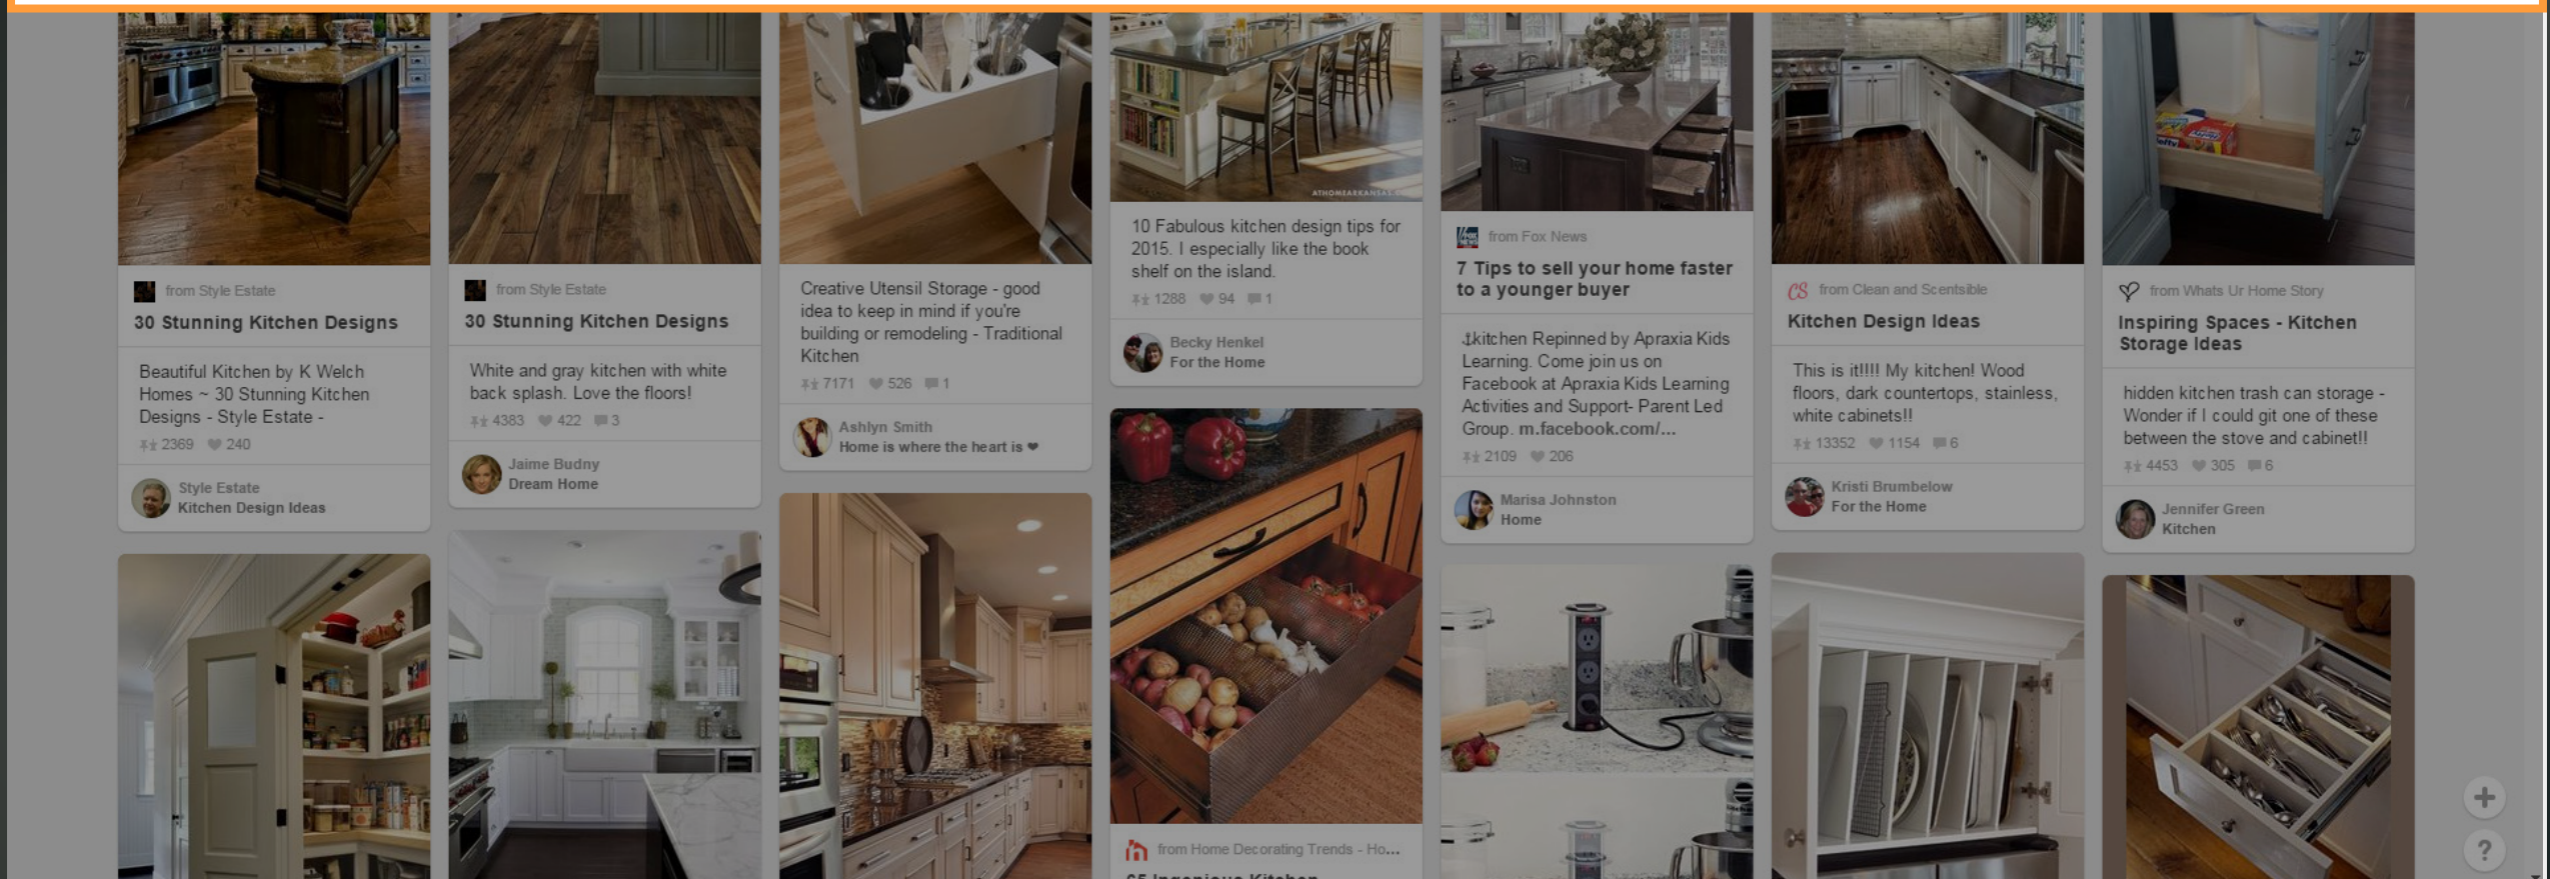 from Style Estate
30 Stunning Kitchen Designs
Beautiful Kitchen by K Welch
Homes ~ 30 Stunning Kitchen
Designs - Style Estate -
2369 240
Style Estate
Kitchen Design Ideas
from Style Estate
30 Stunning Kitchen Designs
White and gray kitchen with white
back splash. Love the floors!
4383 422 3
Jaime Budny
Dream Home
Creative Utensil Storage - good
idea to keep in mind if you're
building or remodeling - Traditional
Kitchen
7171 526 1
Ashlyn Smith
Home is where the heart is ❤
10 Fabulous kitchen design tips for
2015. I especially like the book
shelf on the island.
1288 94 1
Becky Henkel
For the Home
from Home Decorating Trends - Ho...
65 Ingenious Kitchen
from Fox News
7 Tips to sell your home faster
to a younger buyer
⚓kitchen Repinned by Apraxia Kids
Learning. Come join us on
Facebook at Apraxia Kids Learning
Activities and Support- Parent Led
Group. m.facebook.com/...
2109 206
Marisa Johnston
Home
CS from Clean and Scentsible
Kitchen Design Ideas
This is it!!!! My kitchen! Wood
floors, dark countertops, stainless,
white cabinets!!
13352 1154 6
Kristi Brumbelow
For the Home
from Whats Ur Home Story
Inspiring Spaces - Kitchen
Storage Ideas
hidden kitchen trash can storage -
Wonder if I could git one of these
between the stove and cabinet!!
4453 305 6
Jennifer Green
Kitchen
+
?